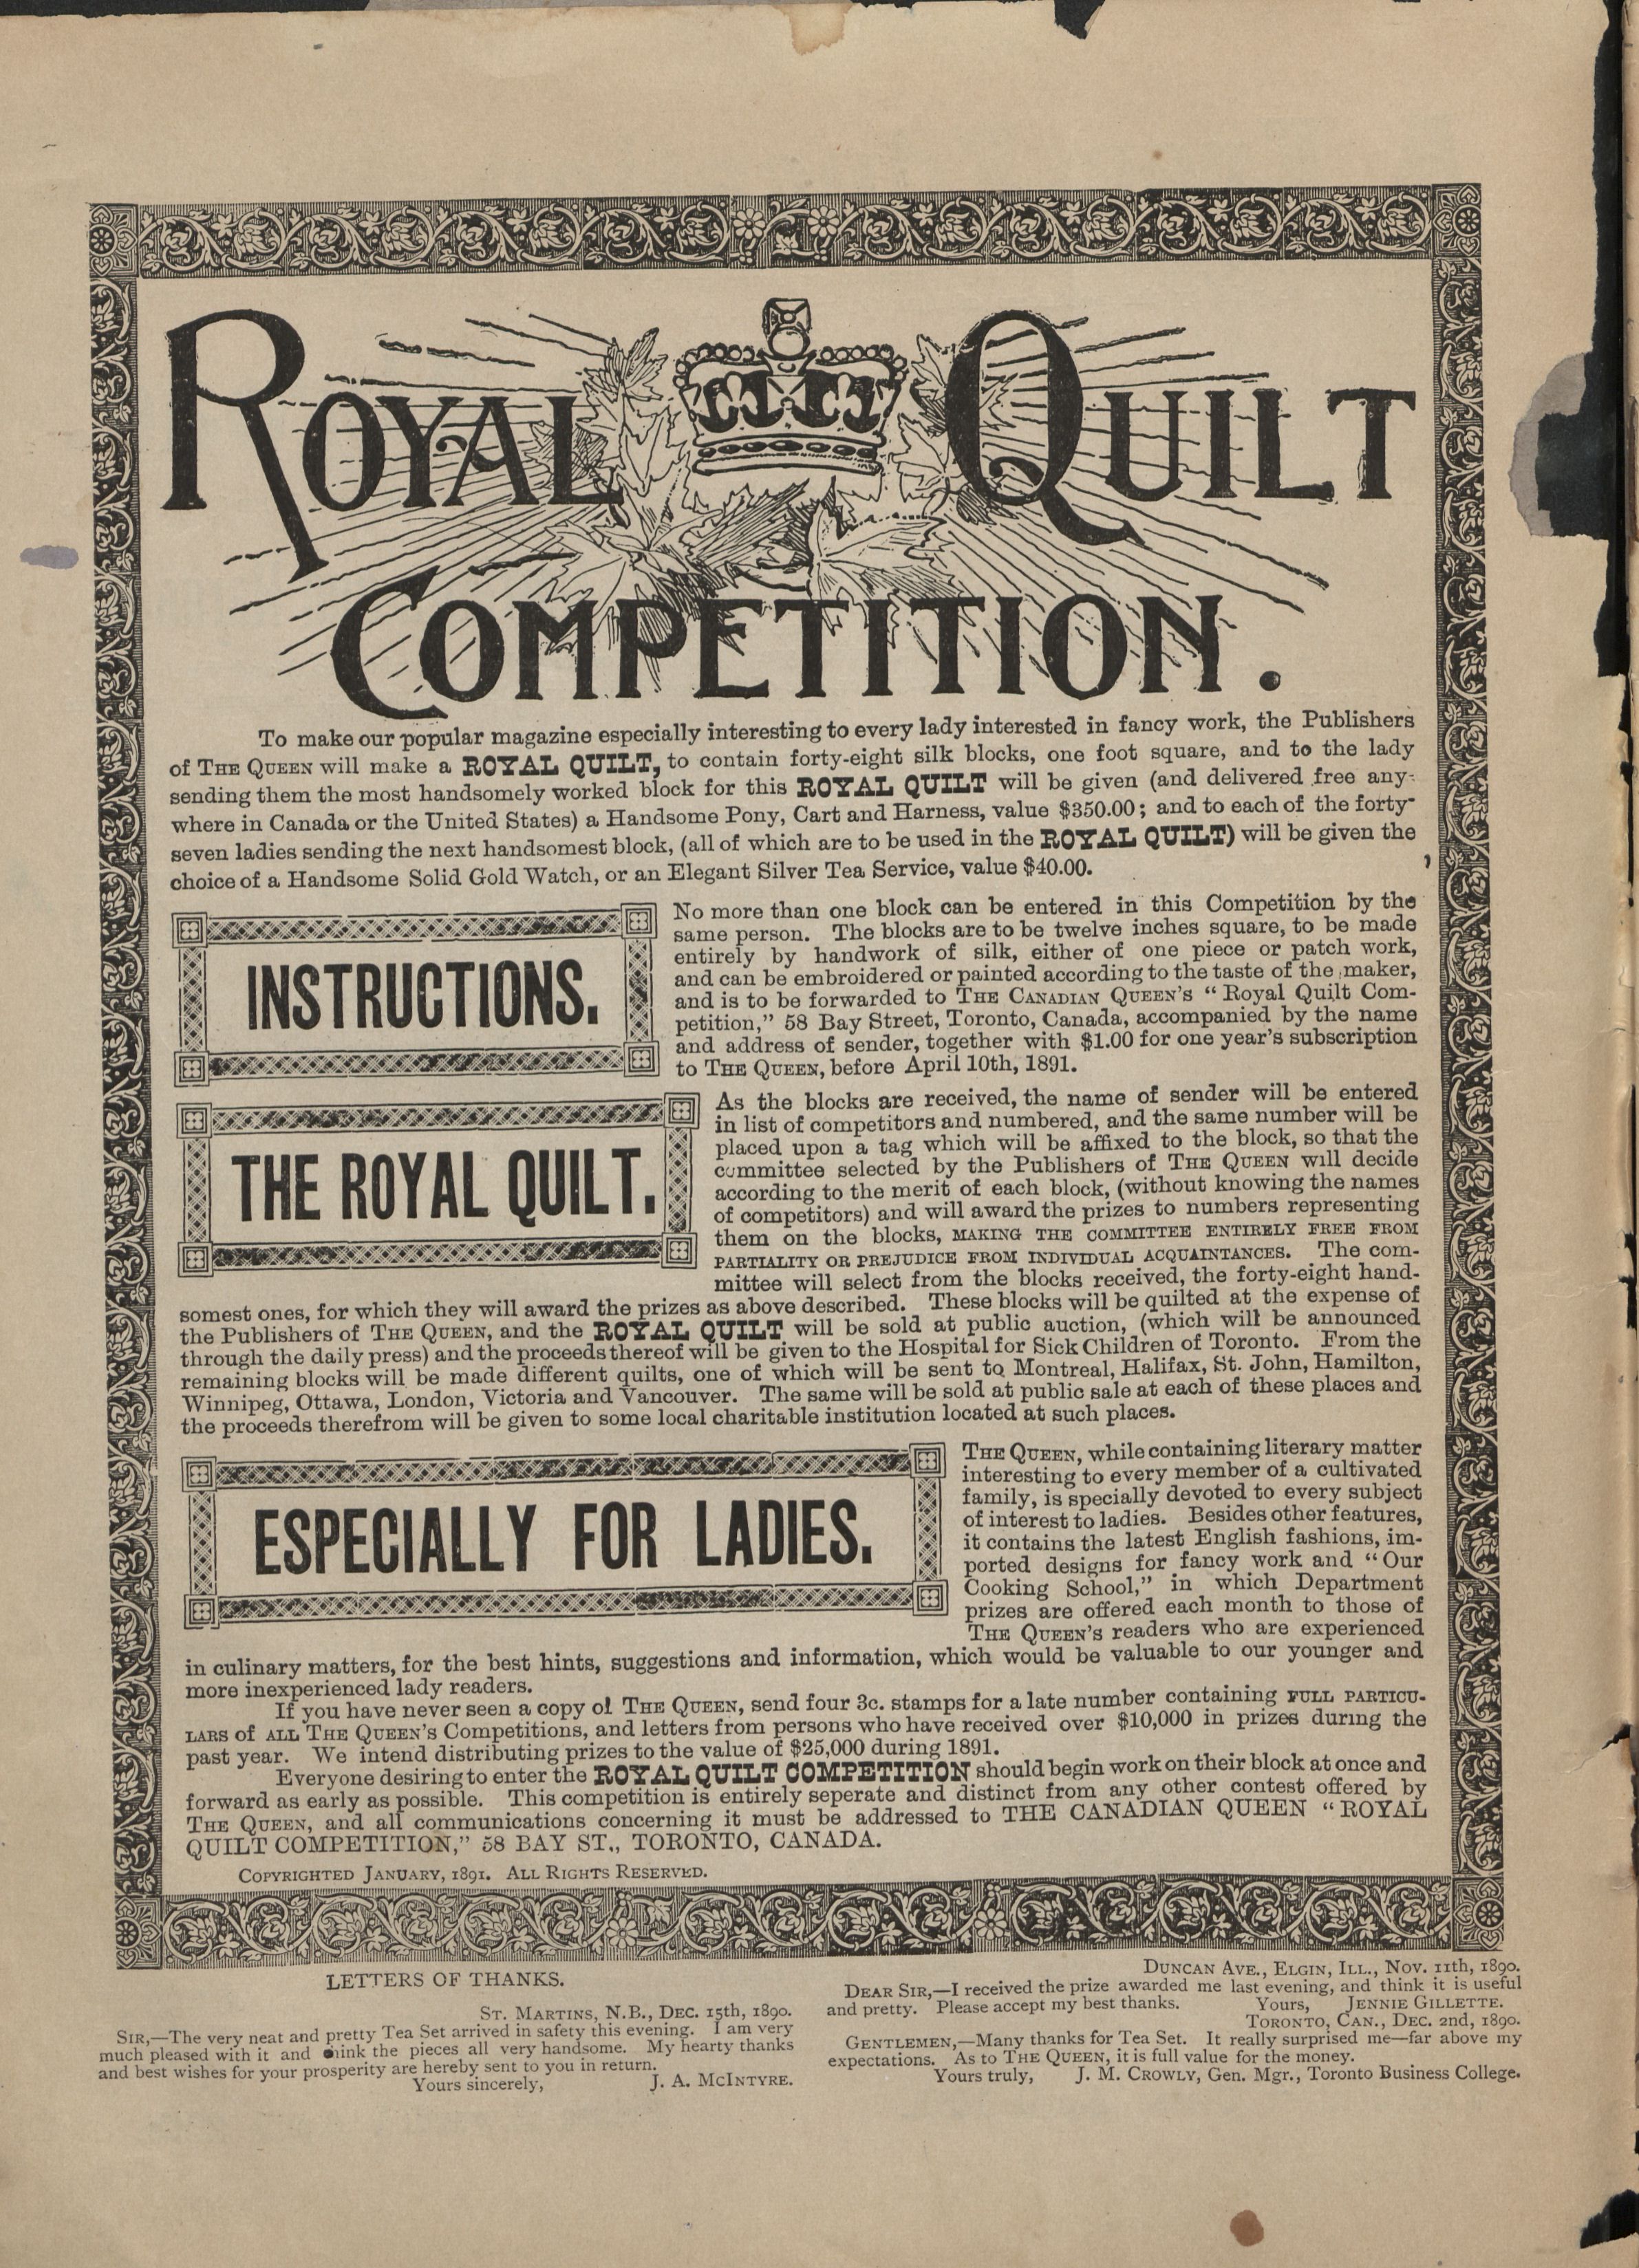 ROYAL QUILT
COMPETITION.
To make our popular magazine especially interesting to every lady interested in fancy work, the Publishers
of THE QUEEN will make a ROYAL QUILT, to contain forty-eight silk blocks, one foot square, and to the lady
sending them the most handsomely worked block for this ROYAL QUILT will be given (and delivered free any-
where in Canada or the United States) a Handsome Pony, Cart and Harness, value $350.00; and to each of the forty-
seven ladies sending the next handsomest block, (all of which are to be used in the ROYAL QUILT) will be given the
choice of a Handsome Solid Gold Watch, or an Elegant Silver Tea Service, value $40.00.
INSTRUCTIONS.
No more than one block can be entered in this Competition by the
same person. The blocks are to be twelve inches square, to be made
entirely by handwork of silk, either of one piece or patch work,
and can be embroidered or painted according to the taste of the maker,
and is to be forwarded to THE CANADIAN QUEEN'S "Royal Quilt Com-
petition," 58 Bay Street, Toronto, Canada, accompanied by the name
and address of sender, together with $1.00 for one year's subscription
to THE QUEEN, before April 10th, 1891.
THE ROYAL QUILT.
As the blocks are received, the name of sender will be entered
in list of competitors and numbered, and the same number will be
placed upon a tag which will be affixed to the block, so that the
committee selected by the Publishers of THE QUEEN will decide
according to the merit of each block, (without knowing the names
of competitors) and will award the prizes to numbers representing
them on the blocks, MAKING THE COMMITTEE ENTIRELY FREE FROM
PARTIALITY OR PREJUDICE FROM INDIVIDUAL ACQUAINTANCES. The com-
mittee will select from the blocks received, the forty-eight hand-
somest ones, for which they will award the prizes as above described. These blocks will be quilted at the expense of
the Publishers of THE QUEEN, and the ROYAL QUILT will be sold at public auction, (which will be announced
through the daily press) and the proceeds thereof will be given to the Hospital for Sick Children of Toronto. From the
remaining blocks will be made different quilts, one of which will be sent to Montreal, Halifax, St. John, Hamilton,
Winnipeg, Ottawa, London, Victoria and Vancouver. The same will be sold at public sale at each of these places and
the proceeds therefrom will be given to some local charitable institution located at such places.
ESPECIALLY FOR LADIES.
THE QUEEN, while containing literary matter
interesting to every member of a cultivated
family, is specially devoted to every subject
of interest to ladies. Besides other features,
it contains the latest English fashions, im-
ported designs for fancy work and "Our
Cooking School," in which Department
prizes are offered each month to those of
THE QUEEN'S readers who are experienced
in culinary matters, for the best hints, suggestions and information, which would be valuable to our younger and
more inexperienced lady readers.
If you have never seen a copy of THE QUEEN, send four 3c. stamps for a late number containing FULL PARTICU-
LARS of ALL THE QUEEN'S Competitions, and letters from persons who have received over $10,000 in prizes during the
past year. We intend distributing prizes to the value of $25,000 during 1891.
Everyone desiring to enter the ROYAL QUILT COMPETITION should begin work on their block at once and
forward as early as possible. This competition is entirely seperate and distinct from any other contest offered by
THE QUEEN, and all communications concerning it must be addressed to THE CANADIAN QUEEN "ROYAL
QUILT COMPETITION," 58 BAY ST., TORONTO, CANADA.
COPYRIGHTED JANUARY, 1891. ALL RIGHTS RESERVED.
LETTERS OF THANKS.
ST. MARTINS, N.B., DEC. 15th, 1890.
SIR,—The very neat and pretty Tea Set arrived in safety this evening. I am very
much pleased with it and think the pieces all very handsome. My hearty thanks
and best wishes for your prosperity are hereby sent to you in return.
Yours sincerely, J. A. MCINTYRE.
DUNCAN AVE., ELGIN, ILL., NOV. 11th, 1890.
DEAR SIR,—I received the prize awarded me last evening, and think it is useful
and pretty. Please accept my best thanks. Yours, JENNIE GILLETTE.
TORONTO, CAN., DEC. 2nd, 1890.
GENTLEMEN,—Many thanks for Tea Set. It really surprised me—far above my
expectations. As to THE QUEEN, it is full value for the money.
Yours truly, J. M. CROWLY, Gen. Mgr., Toronto Business College.